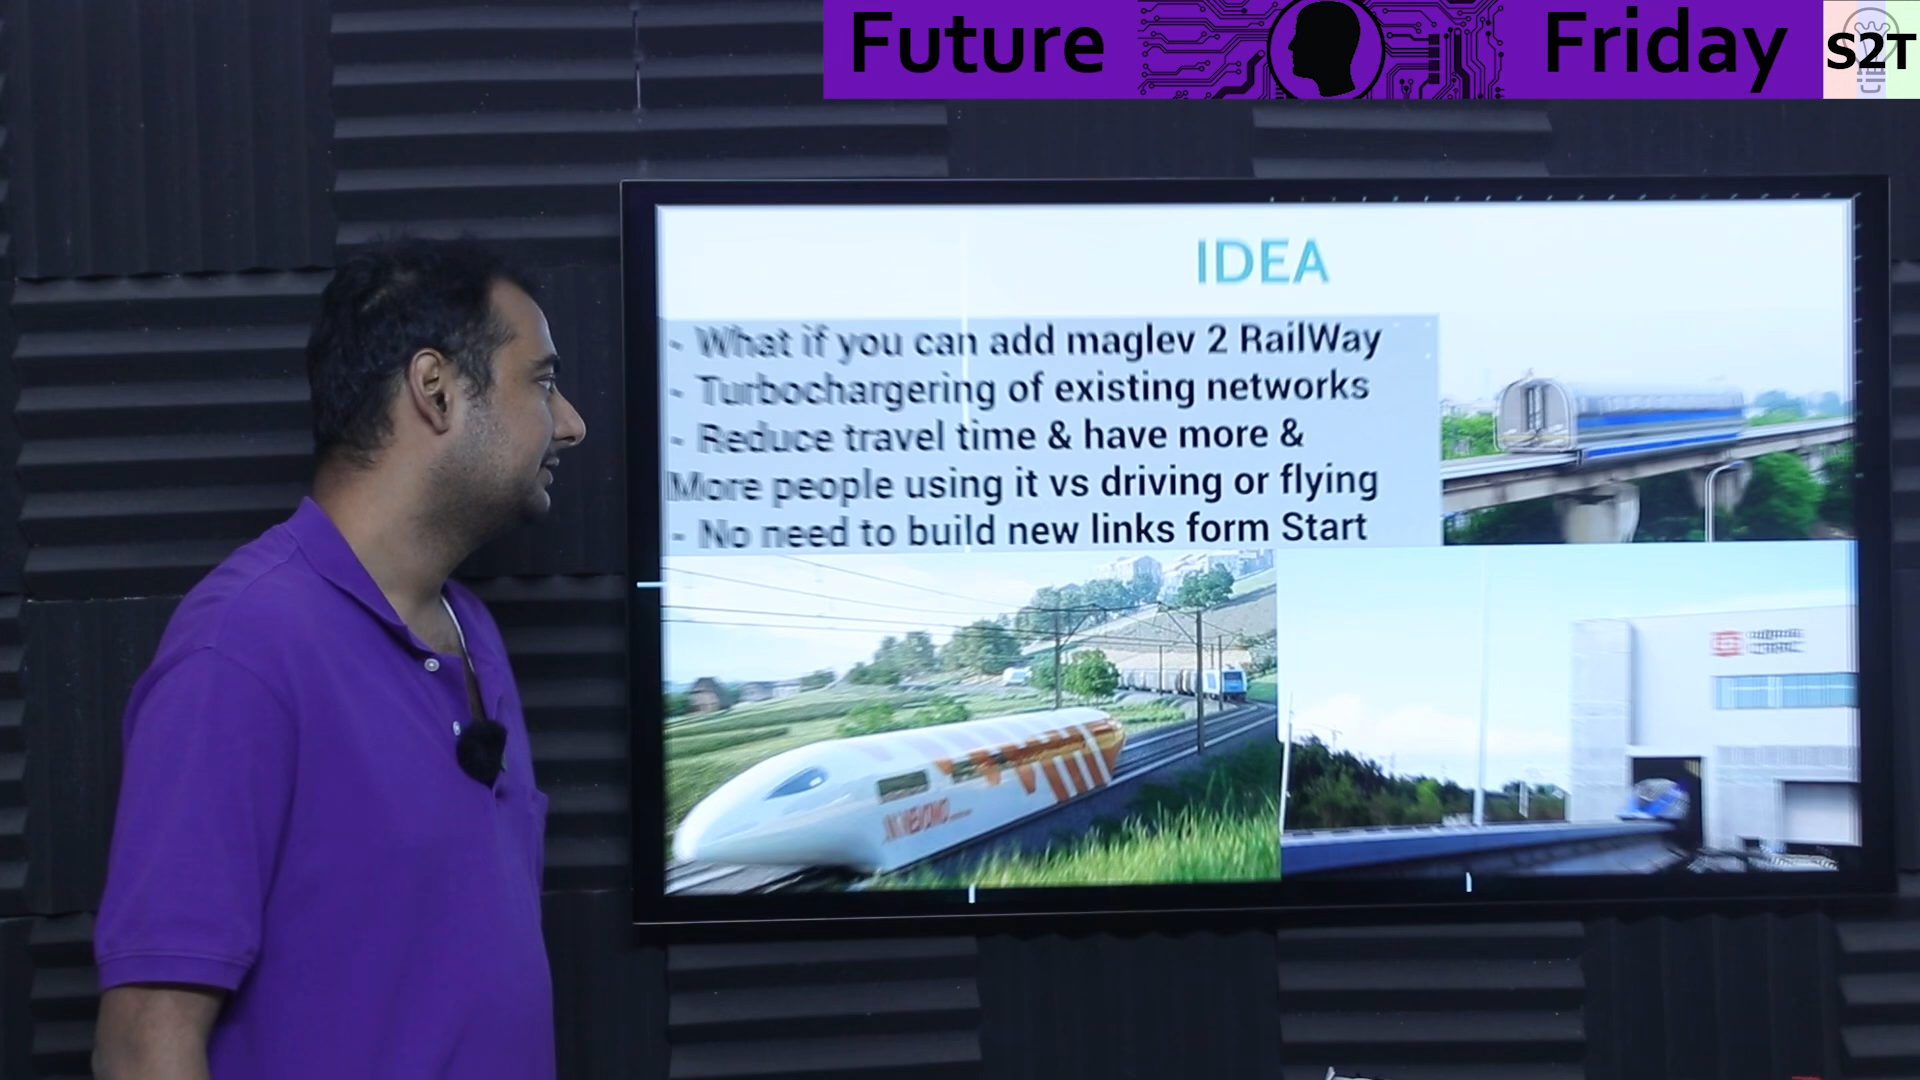 Future Friday S2T
IDEA
- What if you can add maglev 2 RailWay
- Turbochargering of existing networks
- Reduce travel time & have more &
More people using it vs driving or flying
- No need to build new links form Start
NEVOMO